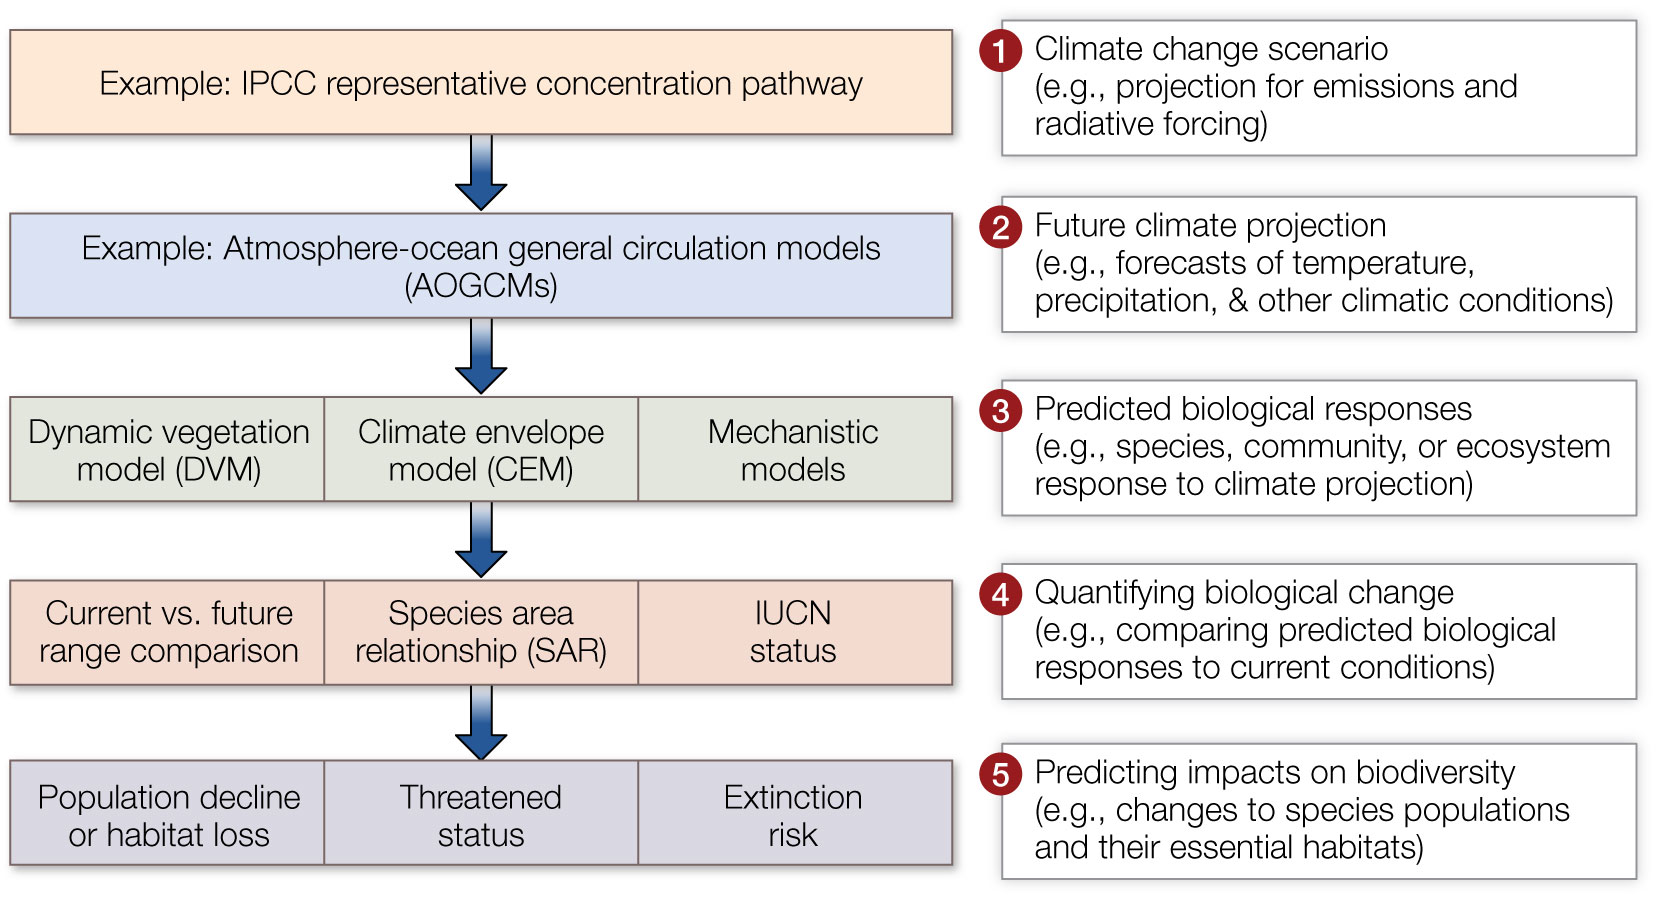 Example: IPCC representative concentration pathway
1
Climate change scenario
(e.g., projection for emissions and
radiative forcing)
Example: Atmosphere-ocean general circulation models
(AOGCMs)
2
Future climate projection
(e.g., forecasts of temperature,
precipitation, & other climatic conditions)
Dynamic vegetation
model (DVM)
Climate envelope
model (CEM)
Mechanistic
models
3
Predicted biological responses
(e.g., species, community, or ecosystem
response to climate projection)
Current vs. future
range comparison
Species area
relationship (SAR)
IUCN
status
4
Quantifying biological change
(e.g., comparing predicted biological
responses to current conditions)
Population decline
or habitat loss
Threatened
status
Extinction
risk
5
Predicting impacts on biodiversity
(e.g., changes to species populations
and their essential habitats)